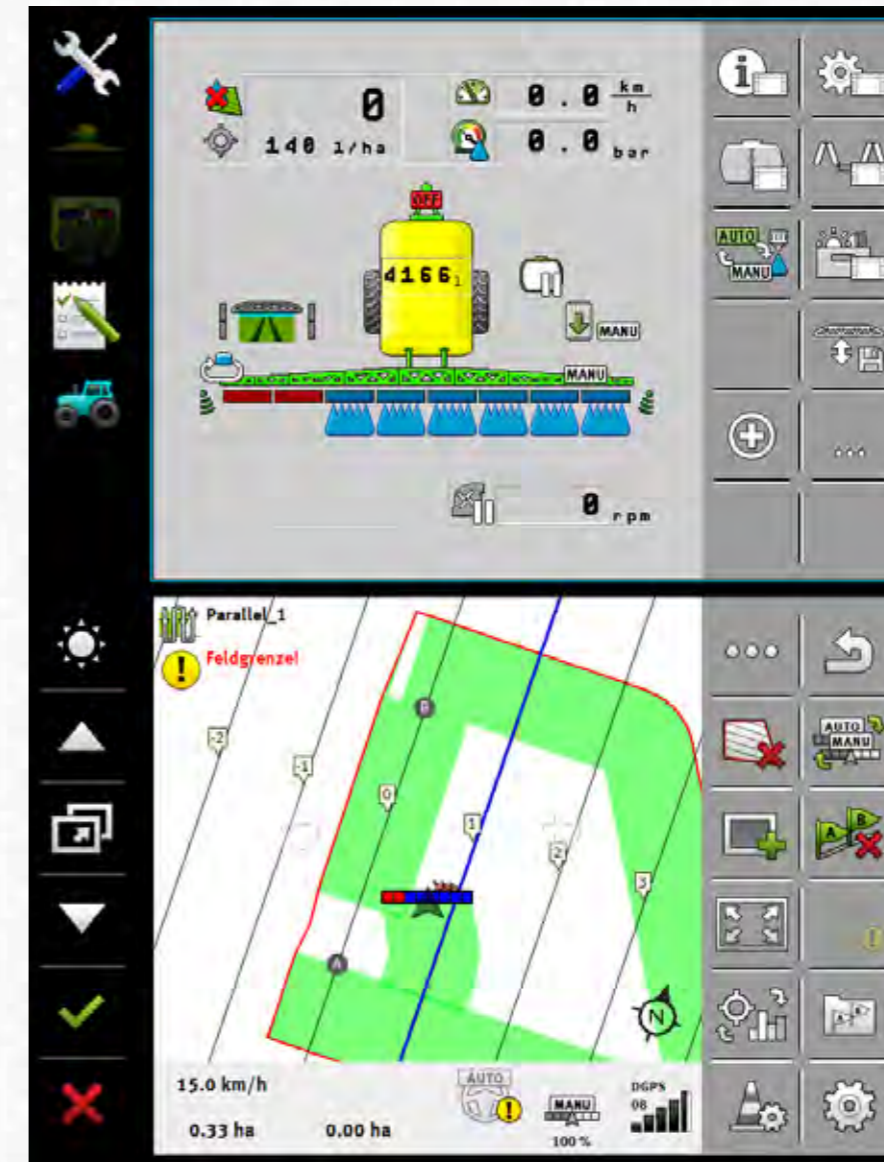 0
0.0 km/h
140 l/ha
0.0 bar
OFF
4166 l
AUTO
MANU
MANU
MANU
0 rpm
Parallel_1
Feldgrenze!
AUTO
MANU
B
-2
-1
0
1
2
3
A
A B
N
15.0 km/h
AUTO
MANU
DGPS
08
0.33 ha
0.00 ha
100 %